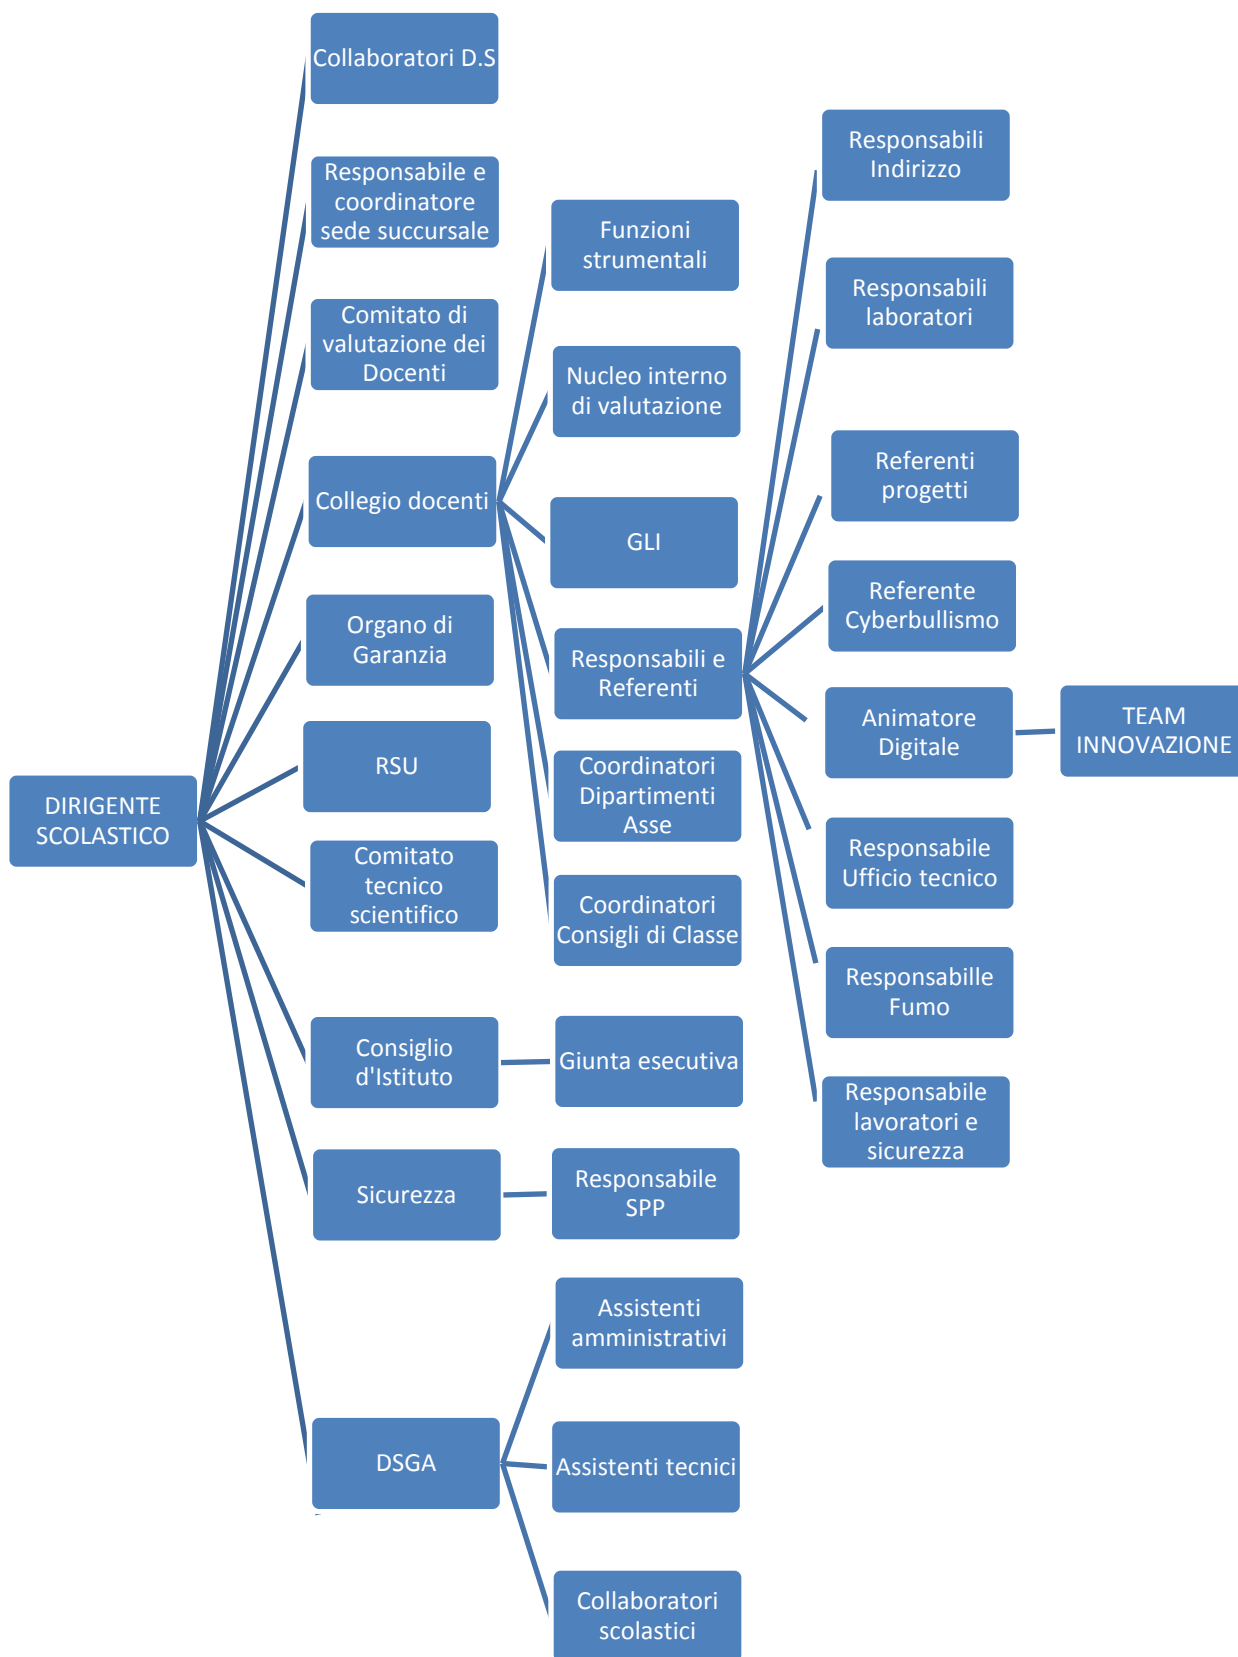 DIRIGENTE
SCOLASTICO
Collaboratori D.S
Responsabile e
coordinatore
sede succursale
Comitato di
valutazione dei
Docenti
Collegio docenti
Organo di
Garanzia
RSU
Comitato
tecnico
scientifico
Consiglio
d'Istituto
Sicurezza
DSGA
Funzioni
strumentali
Nucleo interno
di valutazione
GLI
Responsabili e
Referenti
Coordinatori
Dipartimenti
Asse
Coordinatori
Consigli di Classe
Giunta esecutiva
Responsabile
SPP
Assistenti
amministrativi
Assistenti tecnici
Collaboratori
scolastici
Responsabili
Indirizzo
Responsabili
laboratori
Referenti
progetti
Referente
Cyberbullismo
Animatore
Digitale
Responsabile
Ufficio tecnico
Responsabille
Fumo
Responsabile
lavoratori e
sicurezza
TEAM
INNOVAZIONE